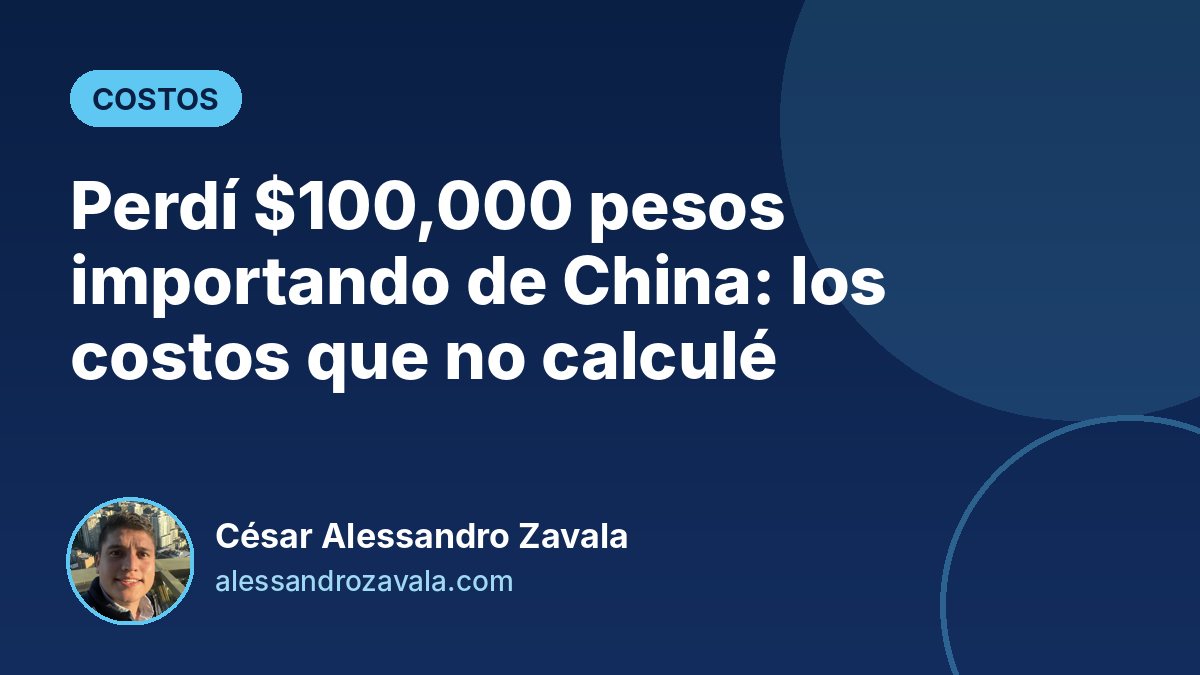 COSTOS
Perdí $100,000 pesos
importando de China: los
costos que no calculé
César Alessandro Zavala
alessandrozavala.com